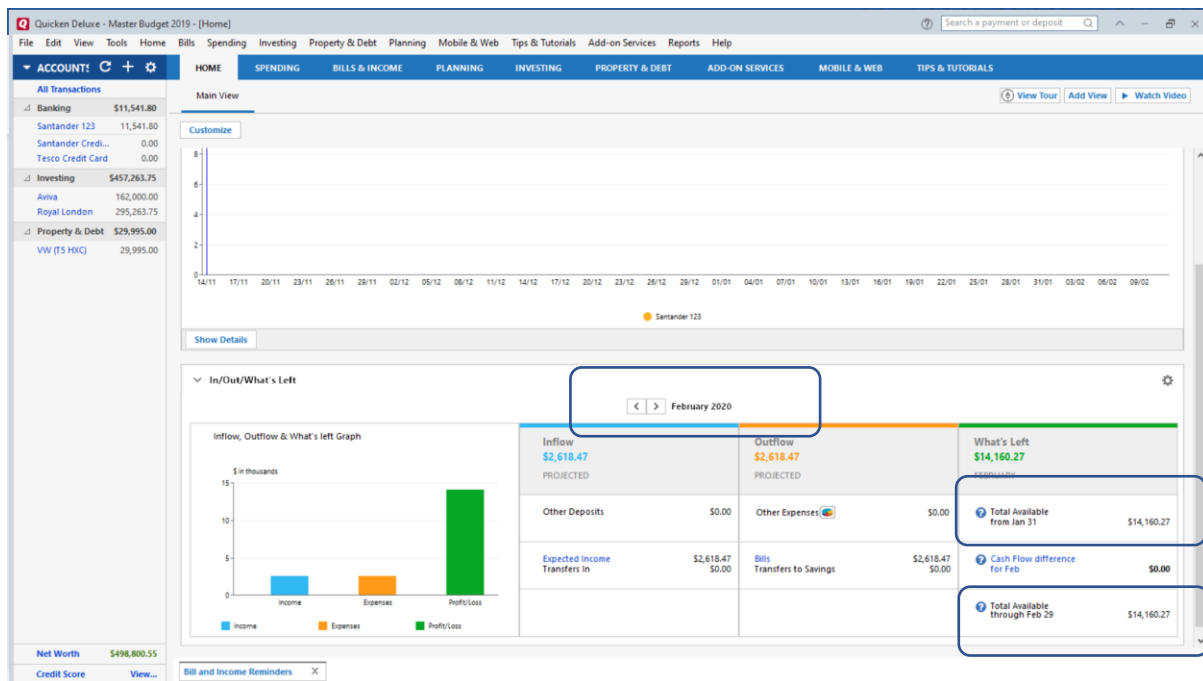 Quicken Deluxe - Master Budget 2019 - [Home]
Search a payment or deposit
File Edit View Tools Home Bills Spending Investing Property & Debt Planning Mobile & Web Tips & Tutorials Add-on Services Reports Help
ACCOUNTS
HOME SPENDING BILLS & INCOME PLANNING INVESTING PROPERTY & DEBT ADD-ON SERVICES MOBILE & WEB TIPS & TUTORIALS
All Transactions
Banking $11,541.80
Santander 123 11,541.80
Santander Credi... 0.00
Tesco Credit Card 0.00
Investing $457,263.75
Aviva 162,000.00
Royal London 295,263.75
Property & Debt $29,995.00
VW (T5 HXC) 29,995.00
Net Worth $498,800.55
Credit Score View...
Main View
View Tour Add View Watch Video
Customize
8
6
4
2
0
14/11 17/11 20/11 23/11 26/11 29/11 02/12 05/12 08/12 11/12 14/12 17/12 20/12 23/12 26/12 29/12 01/01 04/01 07/01 10/01 13/01 16/01 19/01 22/01 25/01 28/01 31/01 03/02 06/02 09/02
Santander 123
Show Details
In/Out/What's Left
February 2020
Inflow, Outflow & What's left Graph
$ in thousands
15
10
5
0
Income Expenses Profit/Loss
Income Expenses Profit/Loss
Inflow
$2,618.47
PROJECTED
Other Deposits $0.00
Expected Income $2,618.47
Transfers In $0.00
Outflow
$2,618.47
PROJECTED
Other Expenses $0.00
Bills $2,618.47
Transfers to Savings $0.00
What's Left
$14,160.27
FEBRUARY
Total Available
from Jan 31 $14,160.27
Cash Flow difference
for Feb $0.00
Total Available
through Feb 29 $14,160.27
Bill and Income Reminders X